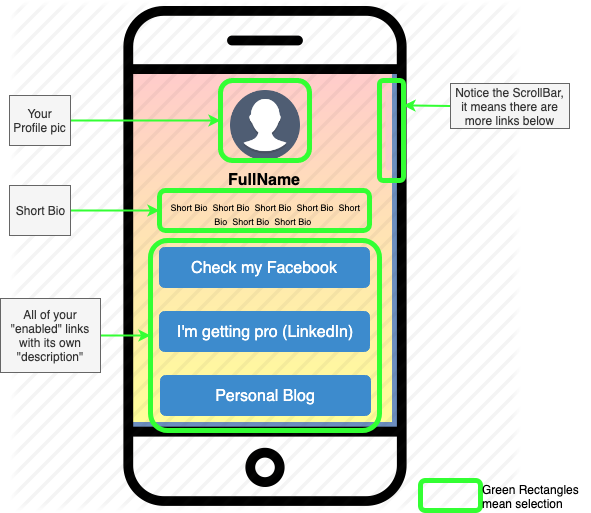 Your
Profile pic
Notice the ScrollBar,
it means there are
more links below
FullName
Short Bio
Short Bio Short Bio Short Bio Short Bio Short
Bio Short Bio Short Bio
Check my Facebook
All of your
"enabled" links
with its own
"description"
I'm getting pro (LinkedIn)
Personal Blog
Green Rectangles
mean selection